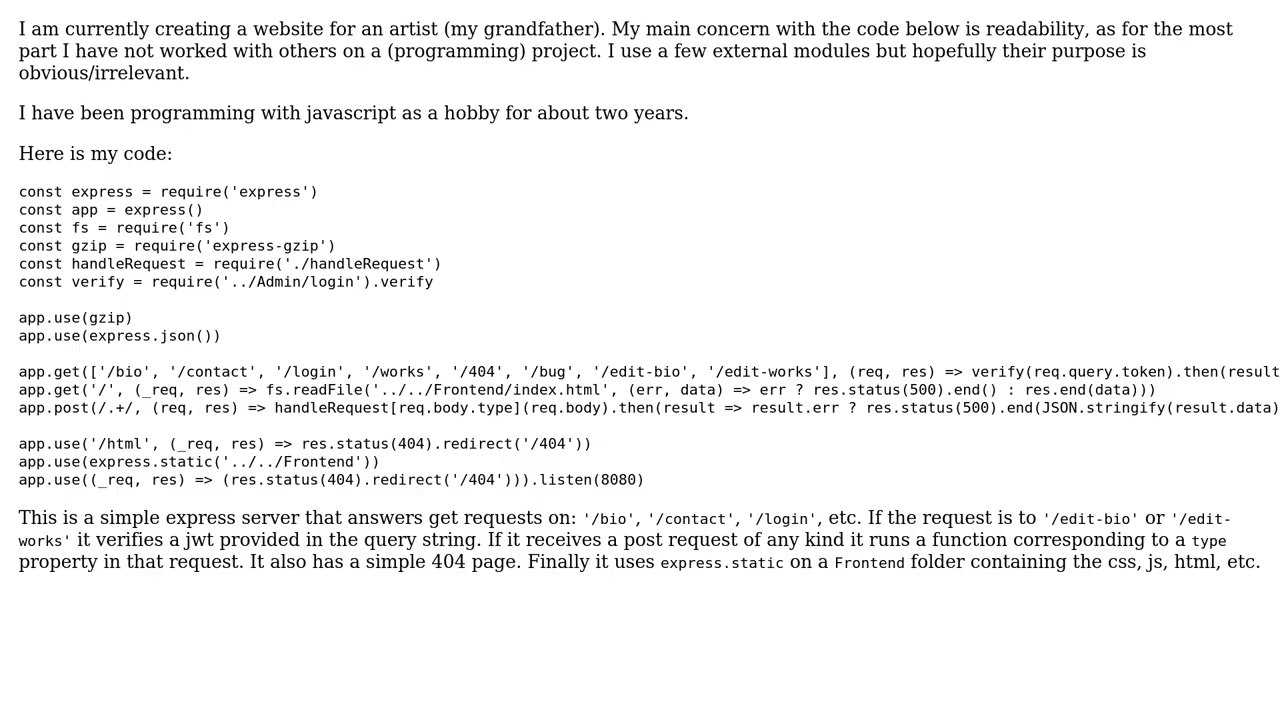 I am currently creating a website for an artist (my grandfather). My main concern with the code below is readability, as for the most
part I have not worked with others on a (programming) project. I use a few external modules but hopefully their purpose is
obvious/irrelevant.
I have been programming with javascript as a hobby for about two years.
Here is my code:
const express = require('express')
const app = express()
const fs = require('fs')
const gzip = require('express-gzip')
const handleRequest = require('./handleRequest')
const verify = require('../Admin/login').verify
app.use(gzip)
app.use(express.json())
app.get(['/bio', '/contact', '/login', '/works', '/404', '/bug', '/edit-bio', '/edit-works'], (req, res) => verify(req.query.token).then(result
app.get('/', (_req, res) => fs.readFile('../../Frontend/index.html', (err, data) => err ? res.status(500).end() : res.end(data)))
app.post(/.+/, (req, res) => handleRequest[req.body.type](req.body).then(result => result.err ? res.status(500).end(JSON.stringify(result.data)
app.use('/html', (_req, res) => res.status(404).redirect('/404'))
app.use(express.static('../../Frontend'))
app.use((_req, res) => (res.status(404).redirect('/404'))).listen(8080)
This is a simple express server that answers get requests on: '/bio', '/contact', '/login', etc. If the request is to '/edit-bio' or '/edit-
works' it verifies a jwt provided in the query string. If it receives a post request of any kind it runs a function corresponding to a type
property in that request. It also has a simple 404 page. Finally it uses express.static on a Frontend folder containing the css, js, html, etc.